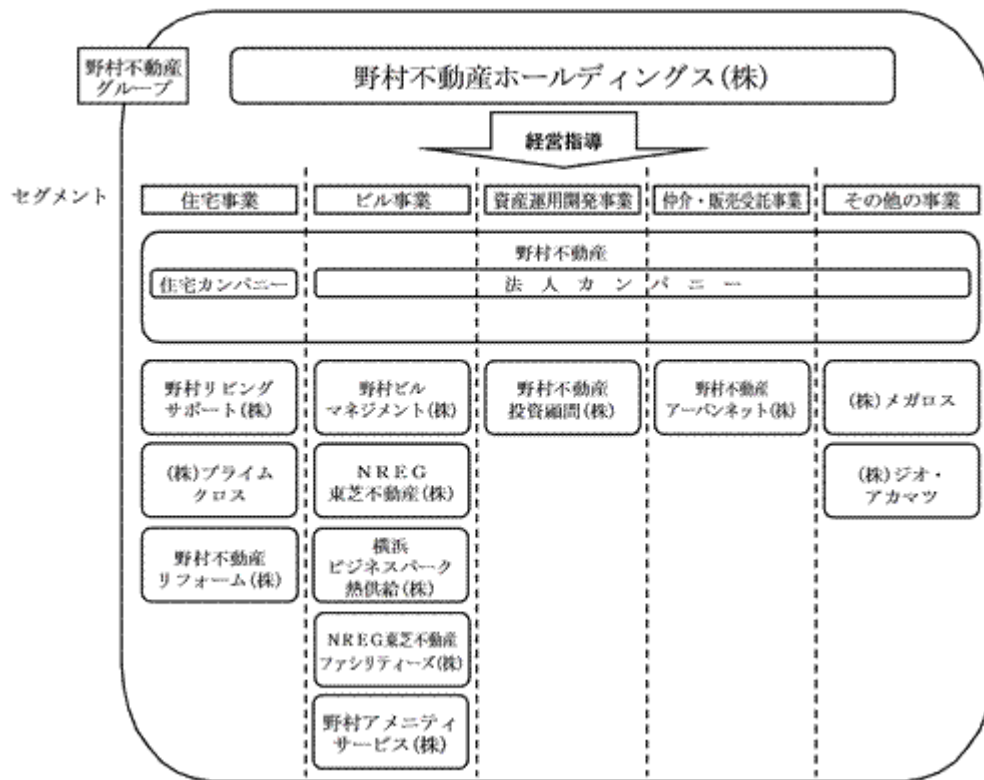 野村不動産
グループ
野村不動産ホールディングス(株)
経営指導
セグメント
住宅事業
ビル事業
資産運用開発事業
仲介・販売受託事業
その他の事業
野村不動産
住宅カンパニー
法人カンパニー
野村リビング
サポート(株)
野村ビル
マネジメント(株)
野村不動産
投資顧問(株)
野村不動産
アーバンネット(株)
(株)メガロス
(株)プライム
クロス
NREG
東芝不動産(株)
(株)ジオ・
アカマツ
野村不動産
リフォーム(株)
横浜
ビジネスパーク
熱供給(株)
NREG東芝不動産
ファシリティーズ(株)
野村アメニティ
サービス(株)